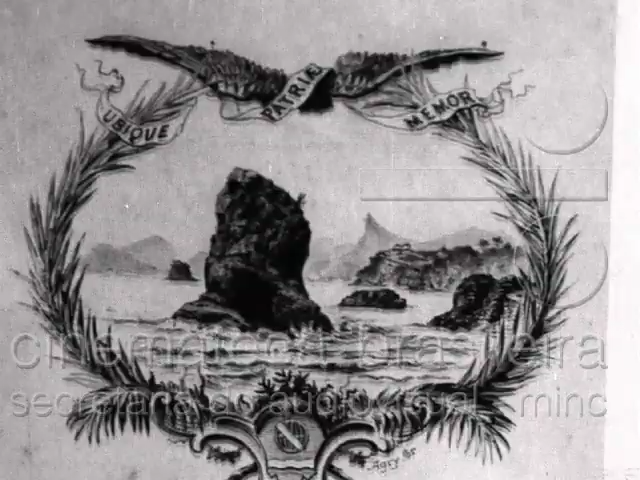 UBIQUE
PATRIÆ
MEMOR
cinemateca brasileira
secretaria do audiovisual minc